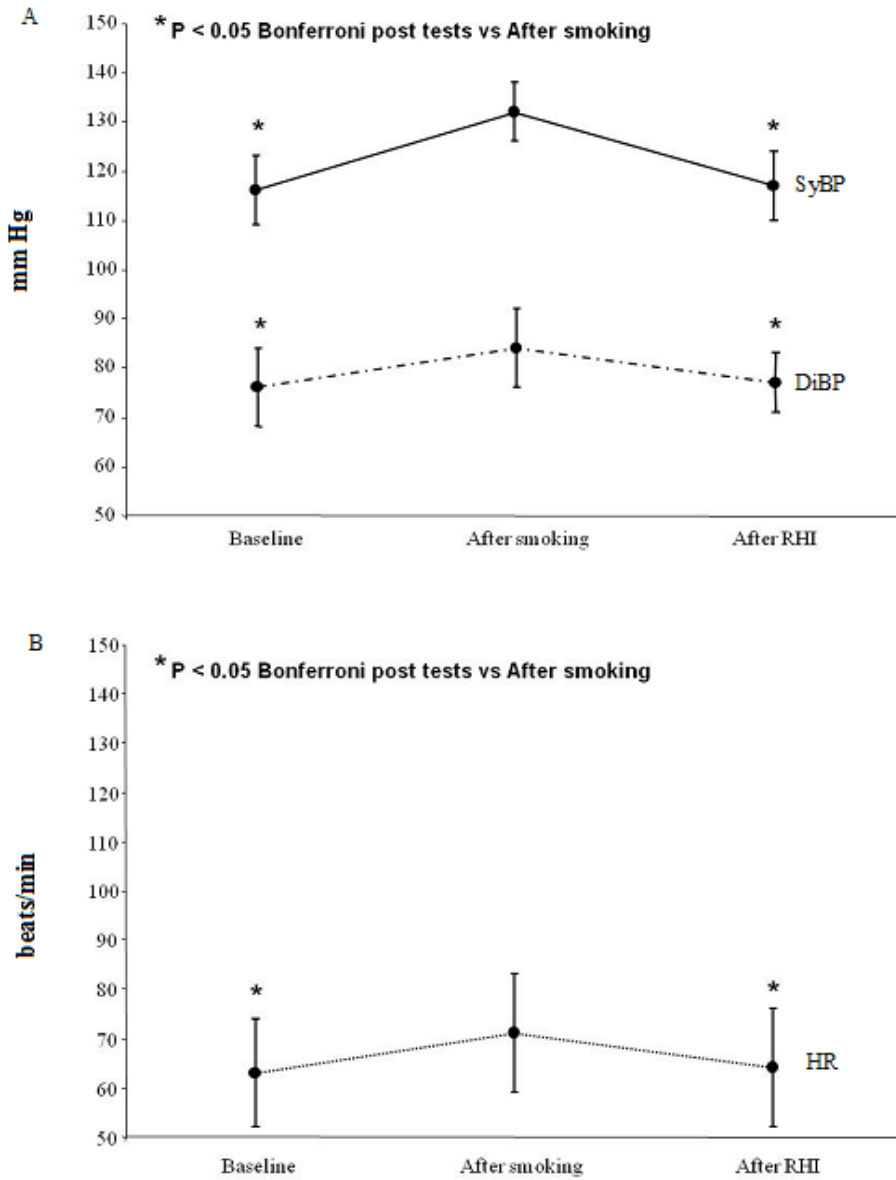 A
* P < 0.05 Bonferroni post tests vs After smoking
150
140
130
120
110
100
90
80
70
60
50
mm Hg
*
*
SyBP
*
*
DiBP
Baseline
After smoking
After RHI
B
* P < 0.05 Bonferroni post tests vs After smoking
150
140
130
120
110
100
90
80
70
60
50
beats/min
*
*
HR
Baseline
After smoking
After RHI